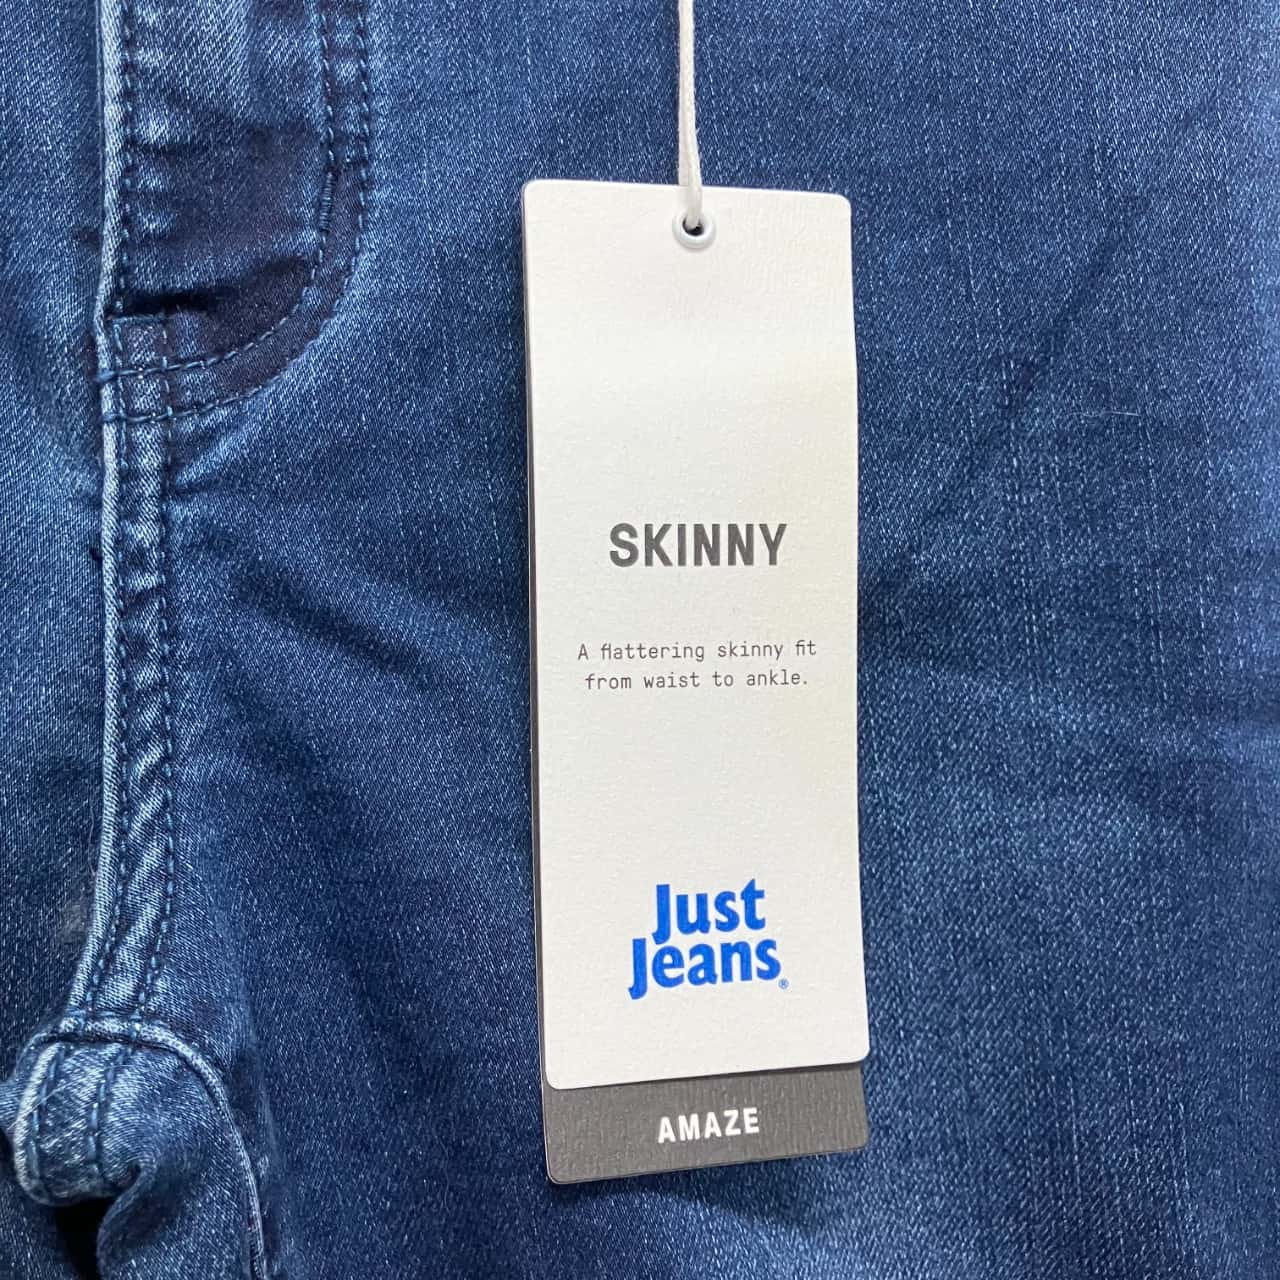 SKINNY
A flattering skinny fit
from waist to ankle.
Just
Jeans®
AMAZE